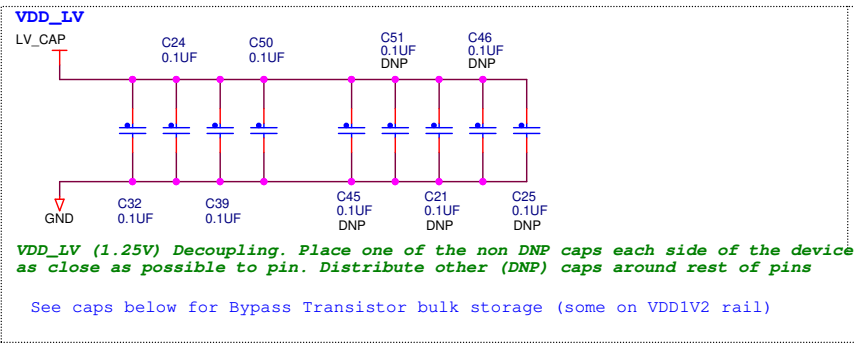 VDD_LV
LV_CAP
C24
0.1UF
C50
0.1UF
C51
0.1UF
DNP
C46
0.1UF
DNP
GND
C32
0.1UF
C39
0.1UF
C45
0.1UF
DNP
C21
0.1UF
DNP
C25
0.1UF
DNP
VDD_LV (1.25V) Decoupling. Place one of the non DNP caps each side of the device
as close as possible to pin. Distribute other (DNP) caps around rest of pins
See caps below for Bypass Transistor bulk storage (some on VDD1V2 rail)